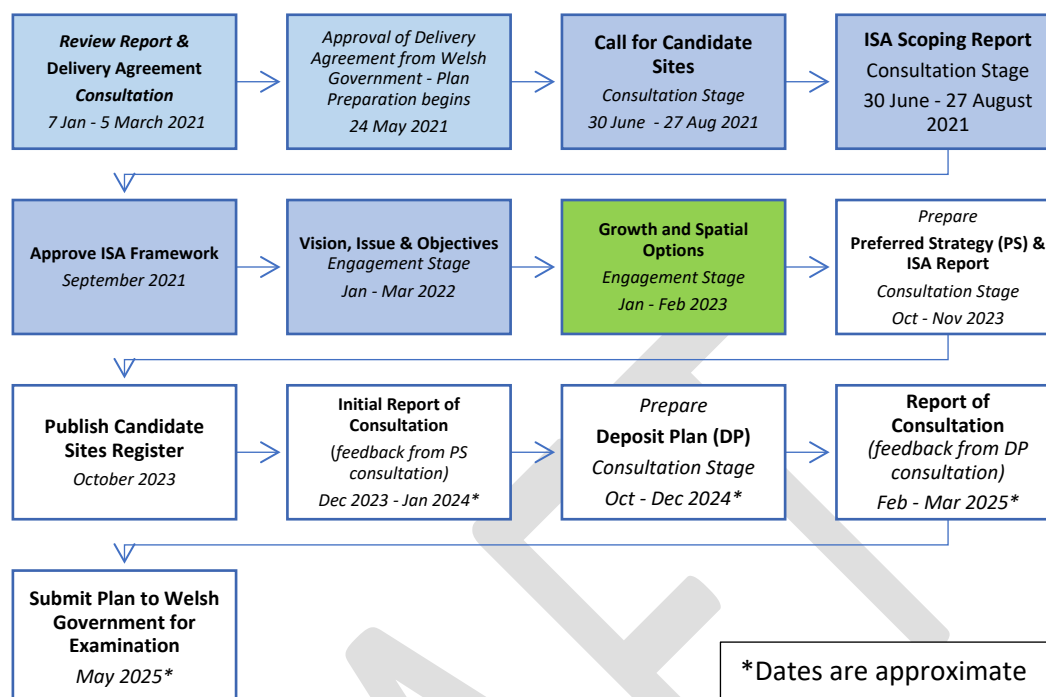 Review Report &
Delivery Agreement
Consultation
7 Jan - 5 March 2021
Approval of Delivery
Agreement from Welsh
Government - Plan
Preparation begins
24 May 2021
Call for Candidate
Sites
Consultation Stage
30 June - 27 Aug 2021
ISA Scoping Report
Consultation Stage
30 June - 27 August
2021
Approve ISA Framework
September 2021
Vision, Issue & Objectives
Engagement Stage
Jan - Mar 2022
Growth and Spatial
Options
Engagement Stage
Jan - Feb 2023
Prepare
Preferred Strategy (PS) &
ISA Report
Consultation Stage
Oct - Nov 2023
Publish Candidate
Sites Register
October 2023
Initial Report of
Consultation
(feedback from PS
consultation)
Dec 2023 - Jan 2024*
Prepare
Deposit Plan (DP)
Consultation Stage
Oct - Dec 2024*
Report of
Consultation
(feedback from DP
consultation)
Feb - Mar 2025*
Submit Plan to Welsh
Government for
Examination
May 2025*
*Dates are approximate